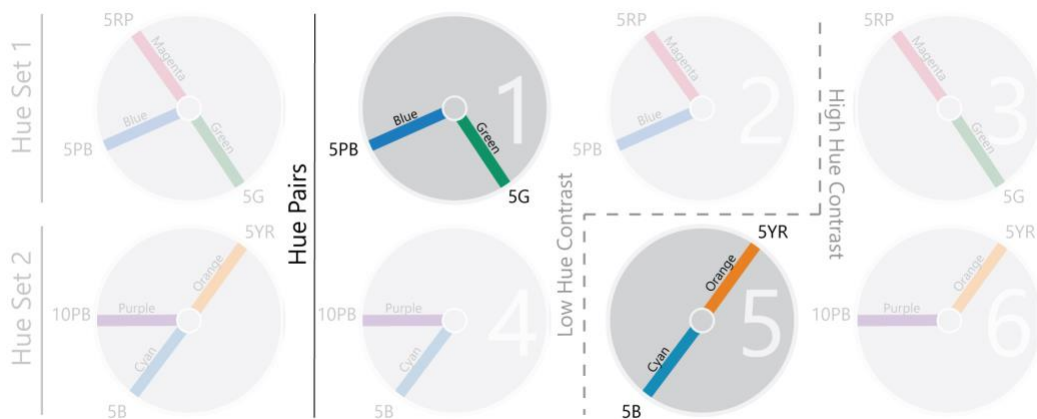 Hue Set 1
5RP
Magenta
Blue
Green
5PB
5G
Hue Pairs
1
Blue
Green
5PB
5G
5RP
2
Magenta
Blue
5PB
Low Hue Contrast
High Hue Contrast
5RP
3
Magenta
Green
5G
Hue Set 2
5YR
Orange
Purple
10PB
Cyan
5B
4
Purple
10PB
Cyan
5B
5YR
5
Orange
Cyan
5B
5YR
6
Orange
Purple
10PB